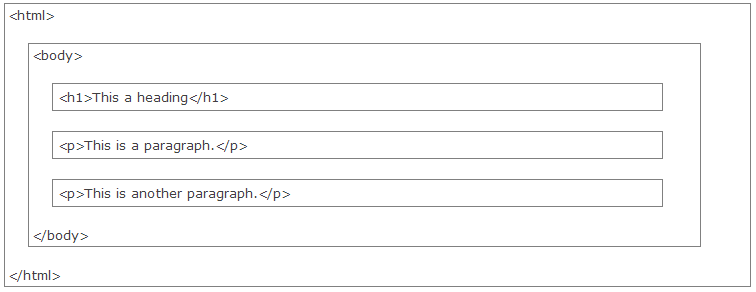 <html>
<body>
<h1>This a heading</h1>
<p>This is a paragraph.</p>
<p>This is another paragraph.</p>
</body>
</html>